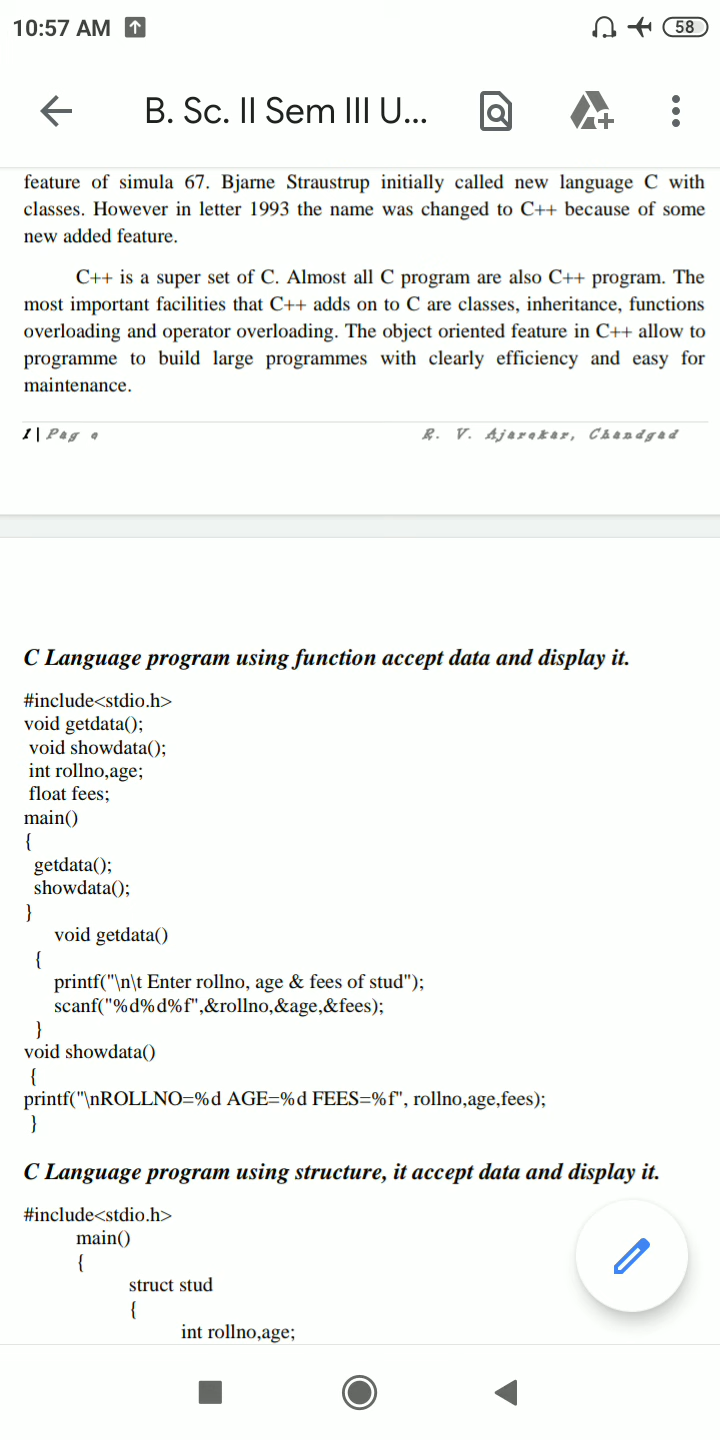 10:57 AM
58
B. Sc. II Sem III U...
feature of simula 67. Bjarne Straustrup initially called new language C with
classes. However in letter 1993 the name was changed to C++ because of some
new added feature.
C++ is a super set of C. Almost all C program are also C++ program. The
most important facilities that C++ adds on to C are classes, inheritance, functions
overloading and operator overloading. The object oriented feature in C++ allow to
programme to build large programmes with clearly efficiency and easy for
maintenance.
1 | Pag e R. V. Ajarekar, Chandgad
C Language program using function accept data and display it.
#include<stdio.h>
void getdata();
void showdata();
int rollno,age;
float fees;
main()
{
getdata();
showdata();
}
void getdata()
{
printf("\n\t Enter rollno, age & fees of stud");
scanf("%d%d%f",&rollno,&age,&fees);
}
void showdata()
{
printf("\nROLLNO=%d AGE=%d FEES=%f", rollno,age,fees);
}
C Language program using structure, it accept data and display it.
#include<stdio.h>
main()
{
struct stud
{
int rollno,age;